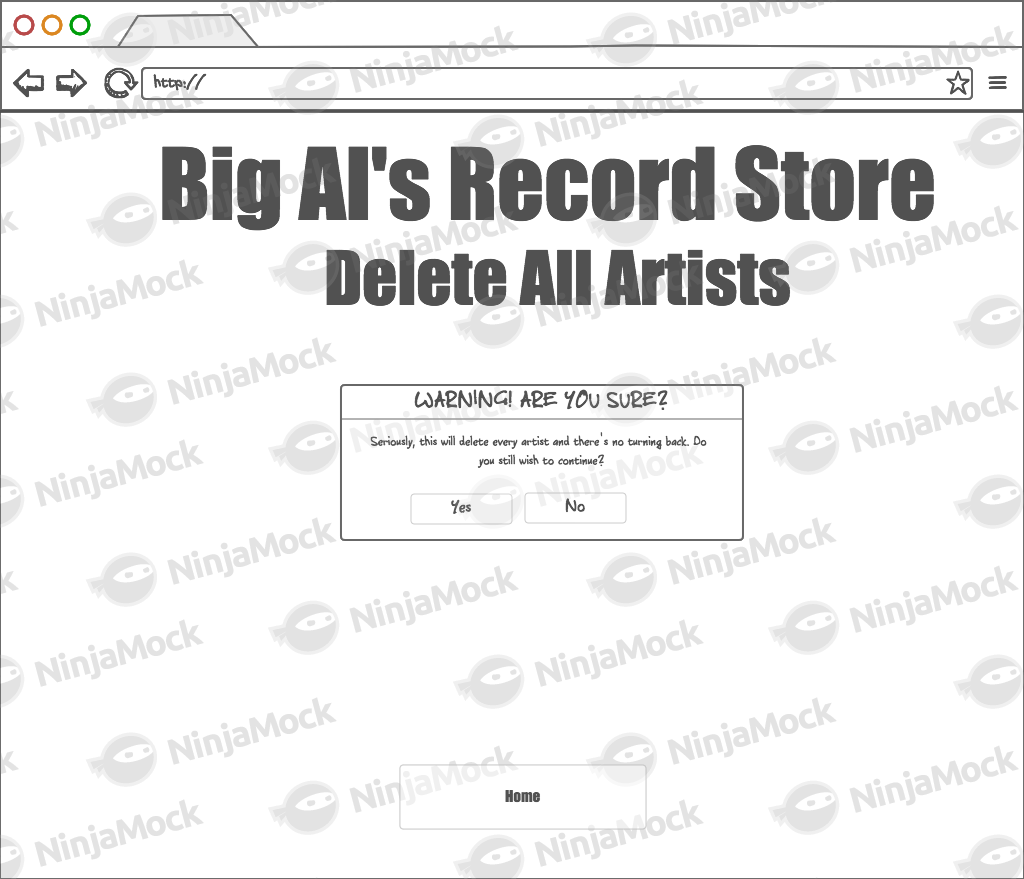 http://
Big Al's Record Store
Delete All Artists
WARNING! ARE YOU SURE?
Seriously, this will delete every artist and there's no turning back. Do
you still wish to continue?
Yes
No
Home
NinjaMock